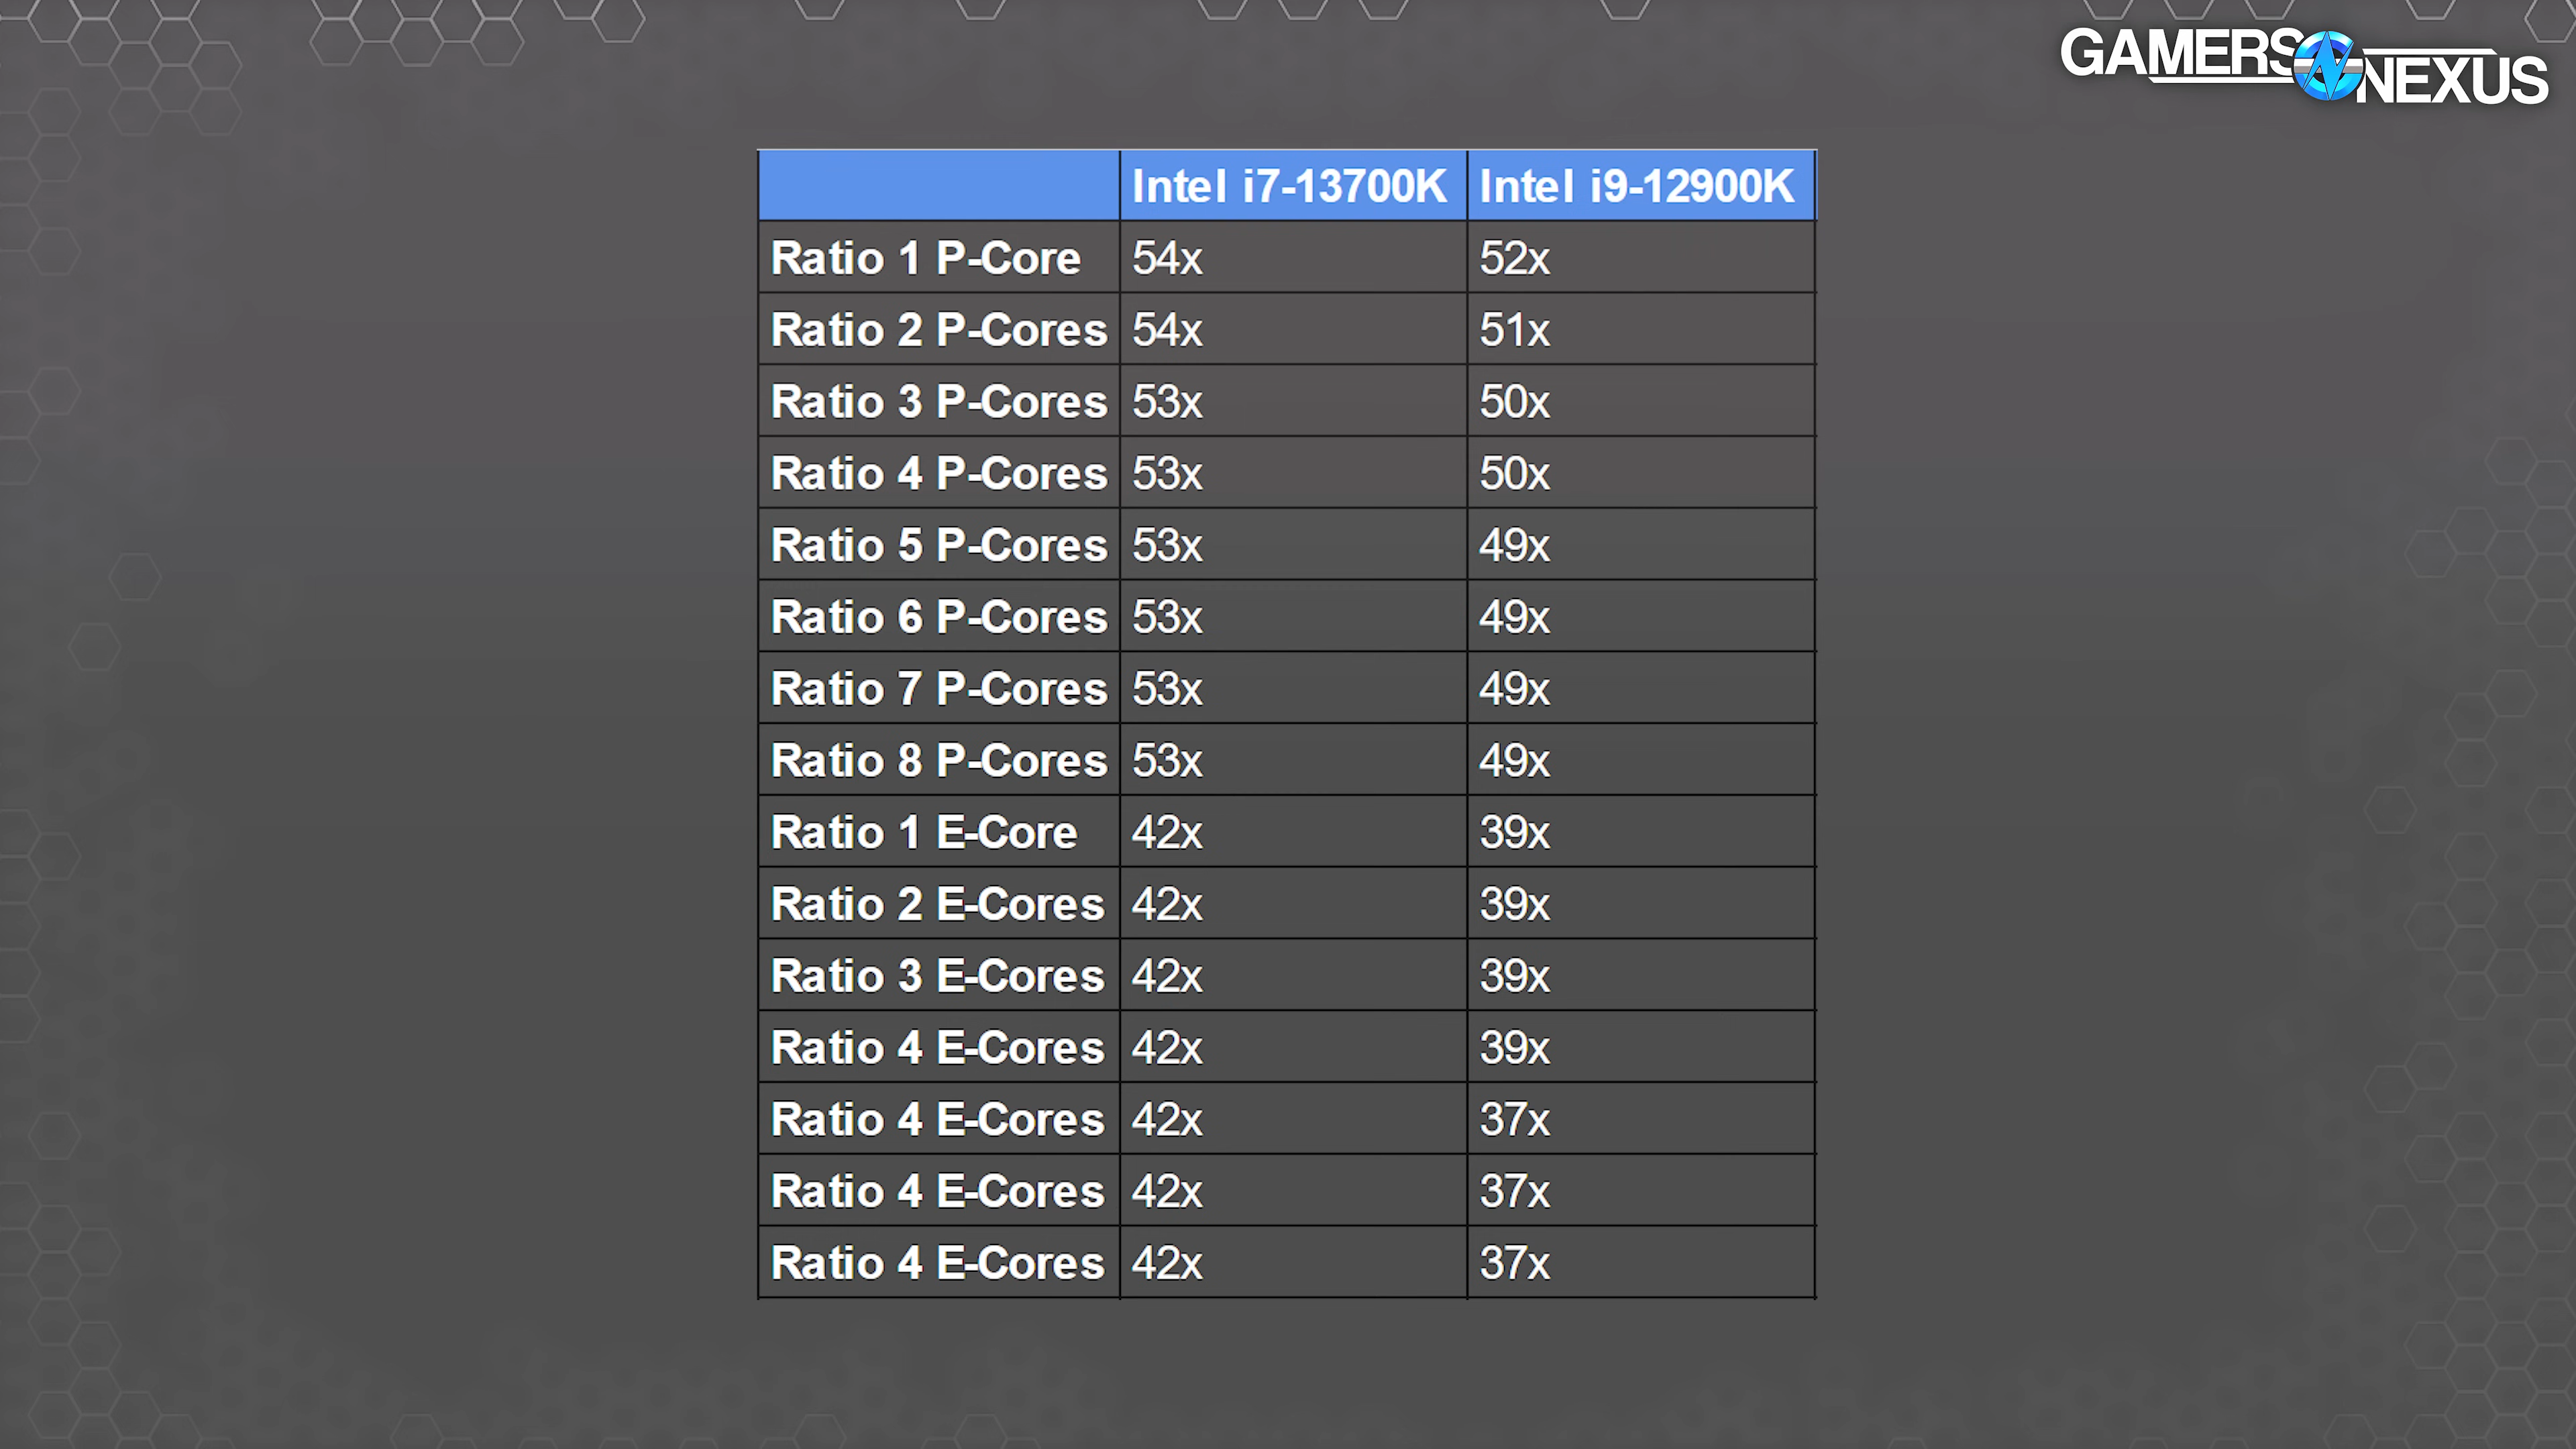 GAMERS NEXUS
Intel i7-13700K Intel i9-12900K
Ratio 1 P-Core 54x 52x
Ratio 2 P-Cores 54x 51x
Ratio 3 P-Cores 53x 50x
Ratio 4 P-Cores 53x 50x
Ratio 5 P-Cores 53x 49x
Ratio 6 P-Cores 53x 49x
Ratio 7 P-Cores 53x 49x
Ratio 8 P-Cores 53x 49x
Ratio 1 E-Core 42x 39x
Ratio 2 E-Cores 42x 39x
Ratio 3 E-Cores 42x 39x
Ratio 4 E-Cores 42x 39x
Ratio 4 E-Cores 42x 37x
Ratio 4 E-Cores 42x 37x
Ratio 4 E-Cores 42x 37x